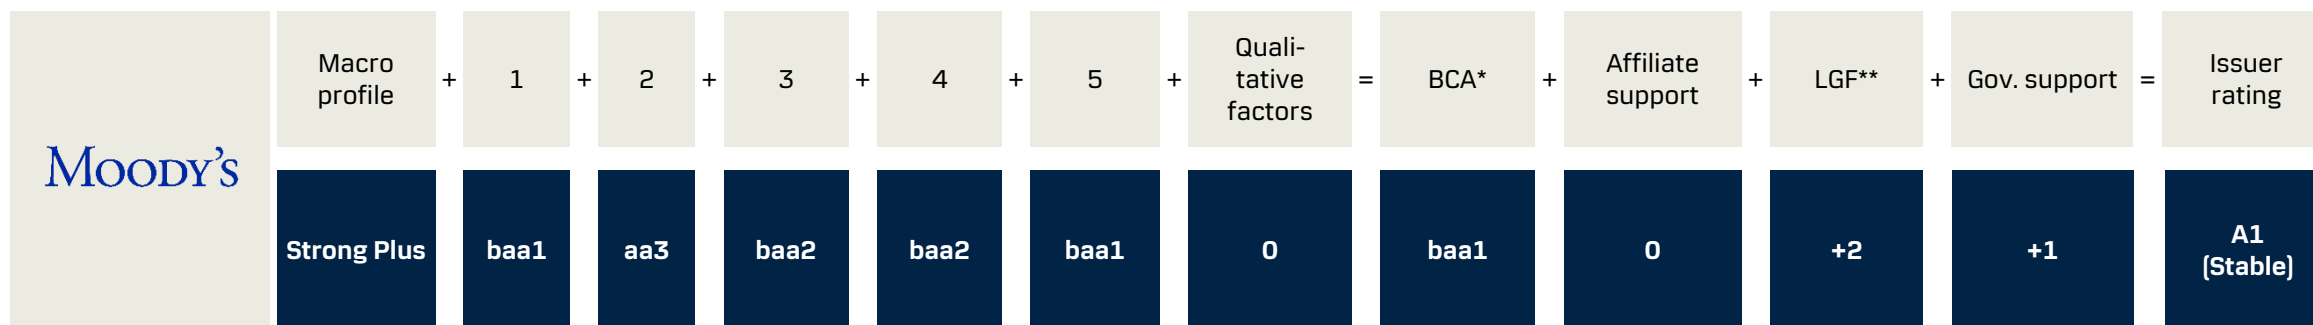 MOODY'S
Macro
profile
+
1
+
2
+
3
+
4
+
5
+
Quali-
tative
factors
=
BCA*
+
Affiliate
support
+
LGF**
+
Gov. support
=
Issuer
rating
Strong Plus
baa1
aa3
baa2
baa2
baa1
0
baa1
0
+2
+1
A1
(Stable)